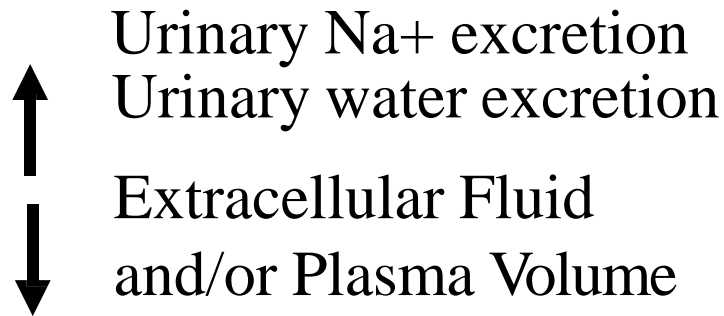 Urinary Na+ excretion
Urinary water excretion
Extracellular Fluid
and/or Plasma Volume